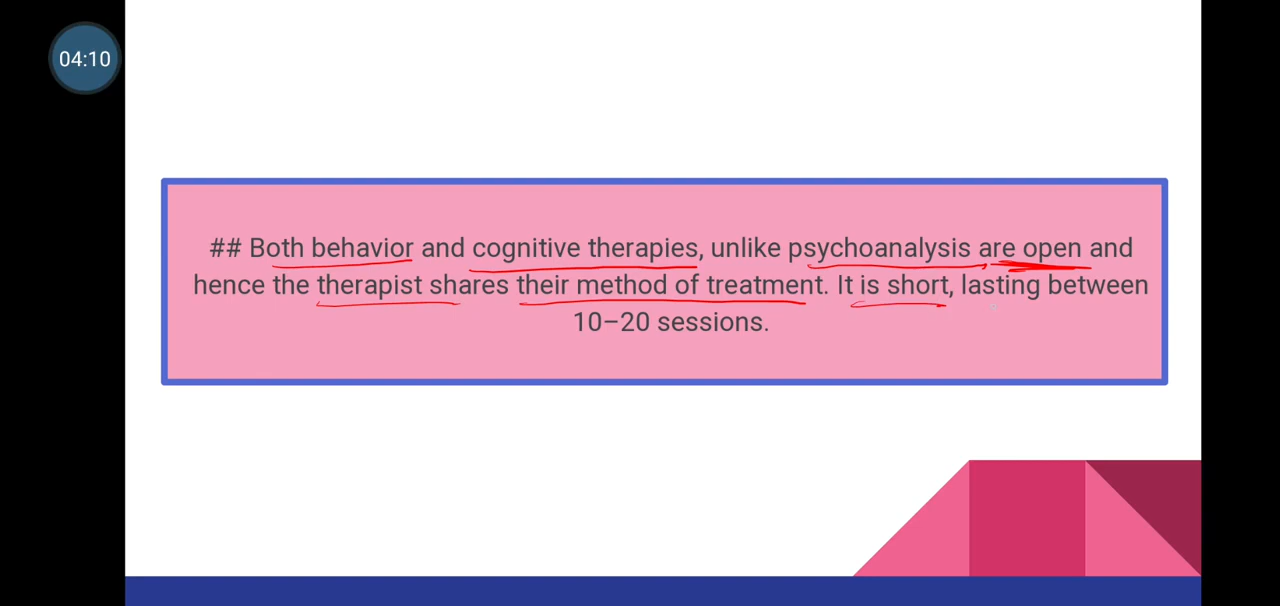 04:10
## Both behavior and cognitive therapies, unlike psychoanalysis are open and
hence the therapist shares their method of treatment. It is short, lasting between
10–20 sessions.